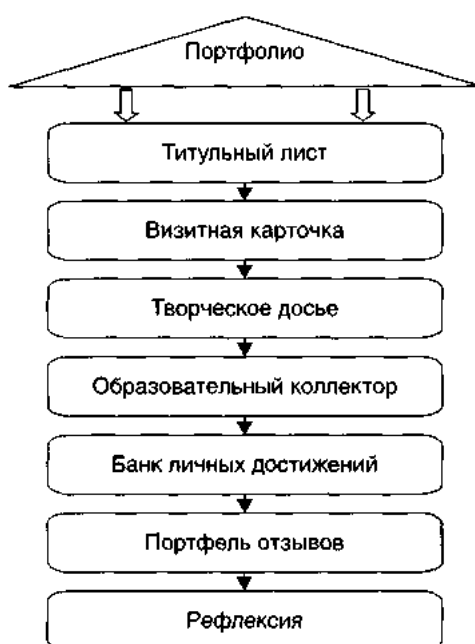 Портфолио
Титульный лист
Визитная карточка
Творческое досье
Образовательный коллектор
Банк личных достижений
Портфель отзывов
Рефлексия